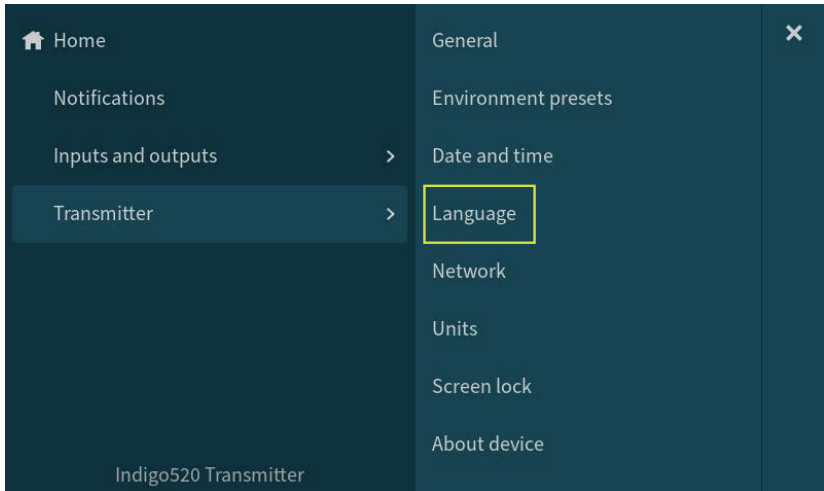 Home
Notifications
Inputs and outputs
Transmitter
Indigo520 Transmitter
General
Environment presets
Date and time
Language
Network
Units
Screen lock
About device